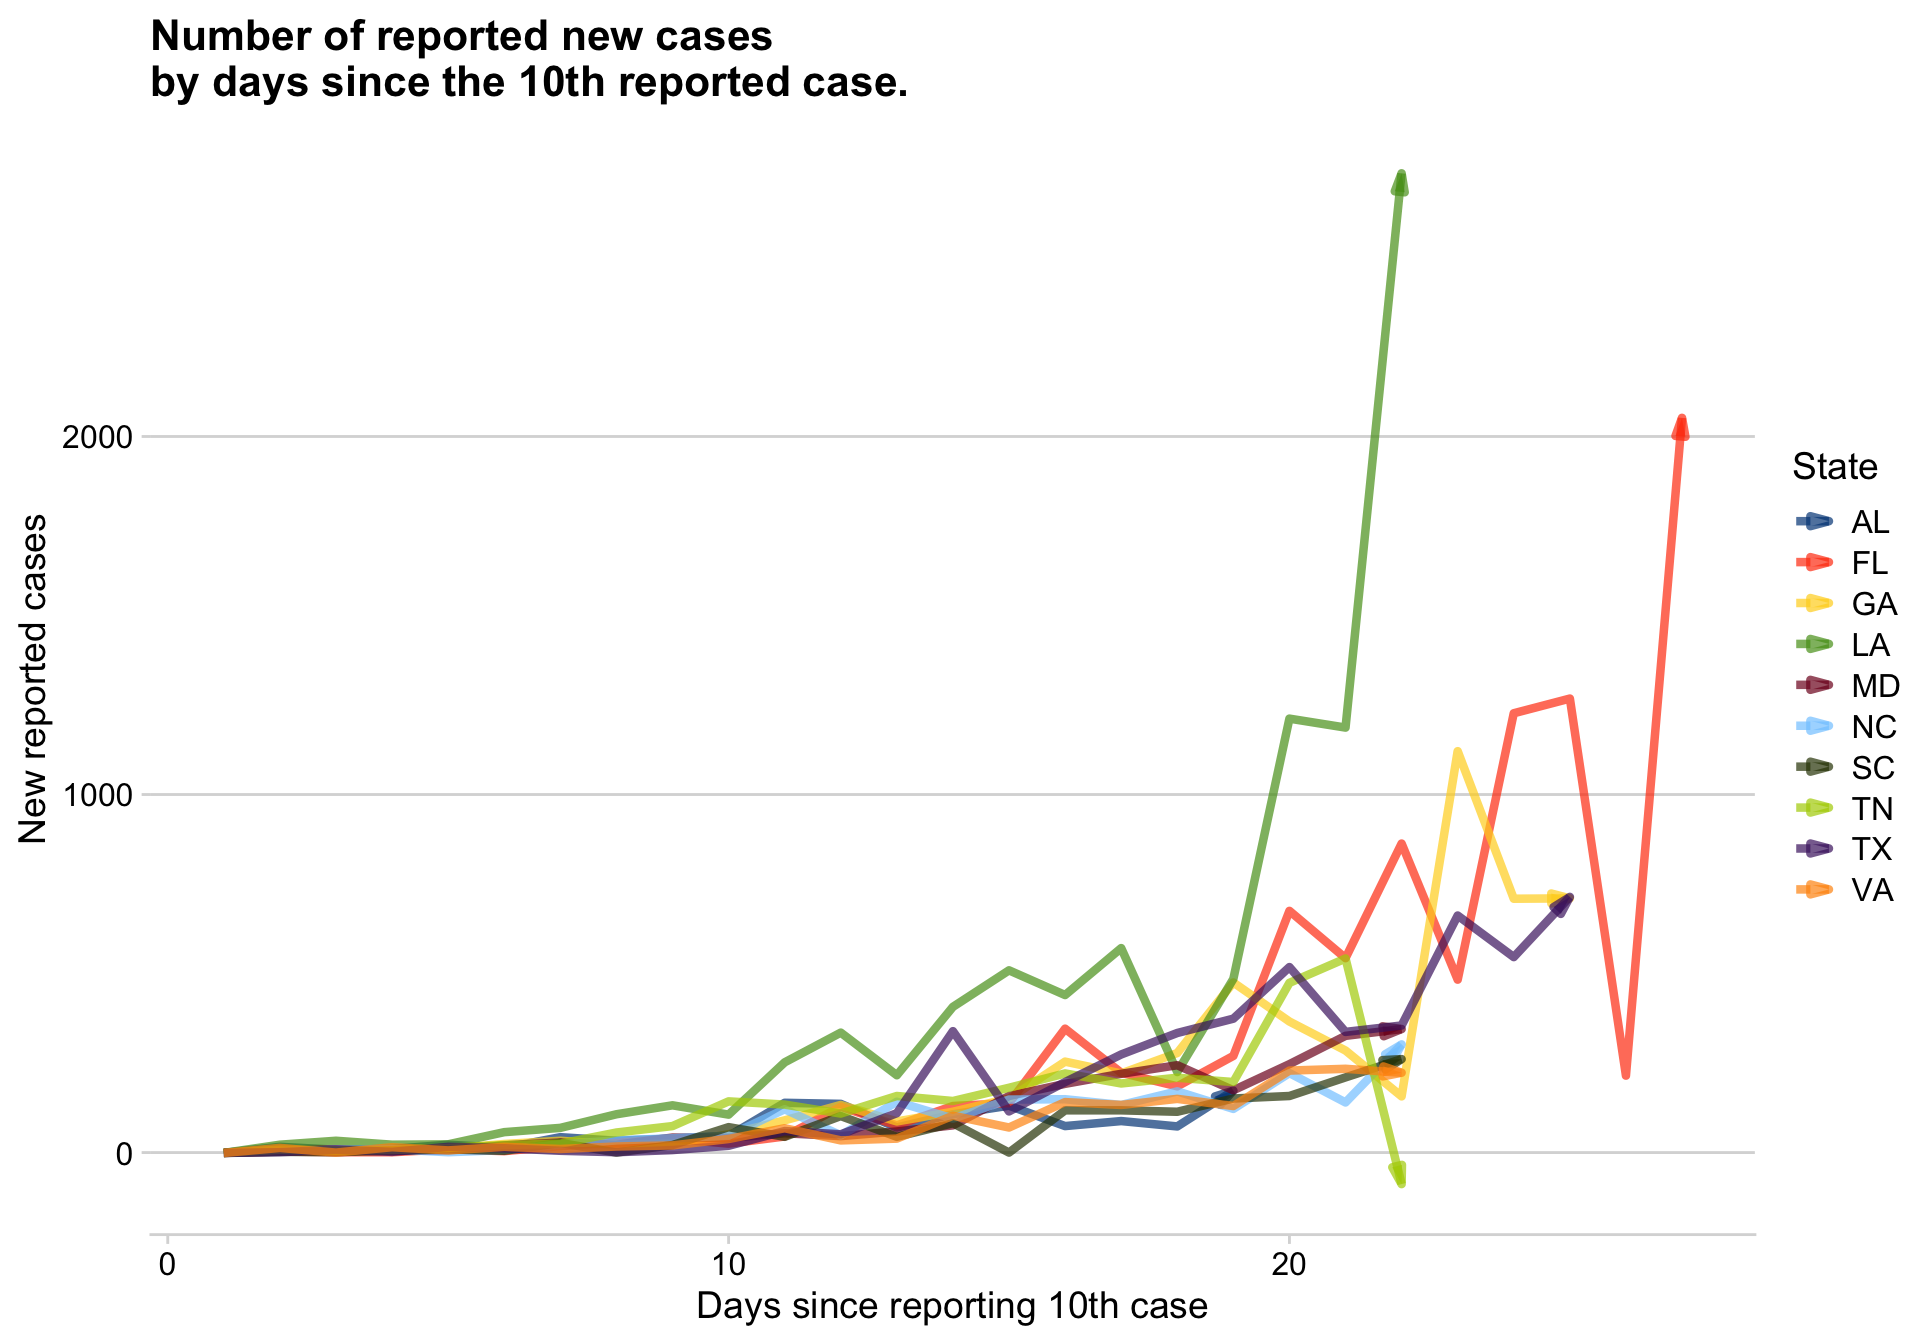 Number of reported new cases
by days since the 10th reported case.
New reported cases
2000
1000
0
0 10 20
Days since reporting 10th case
State
AL
FL
GA
LA
MD
NC
SC
TN
TX
VA